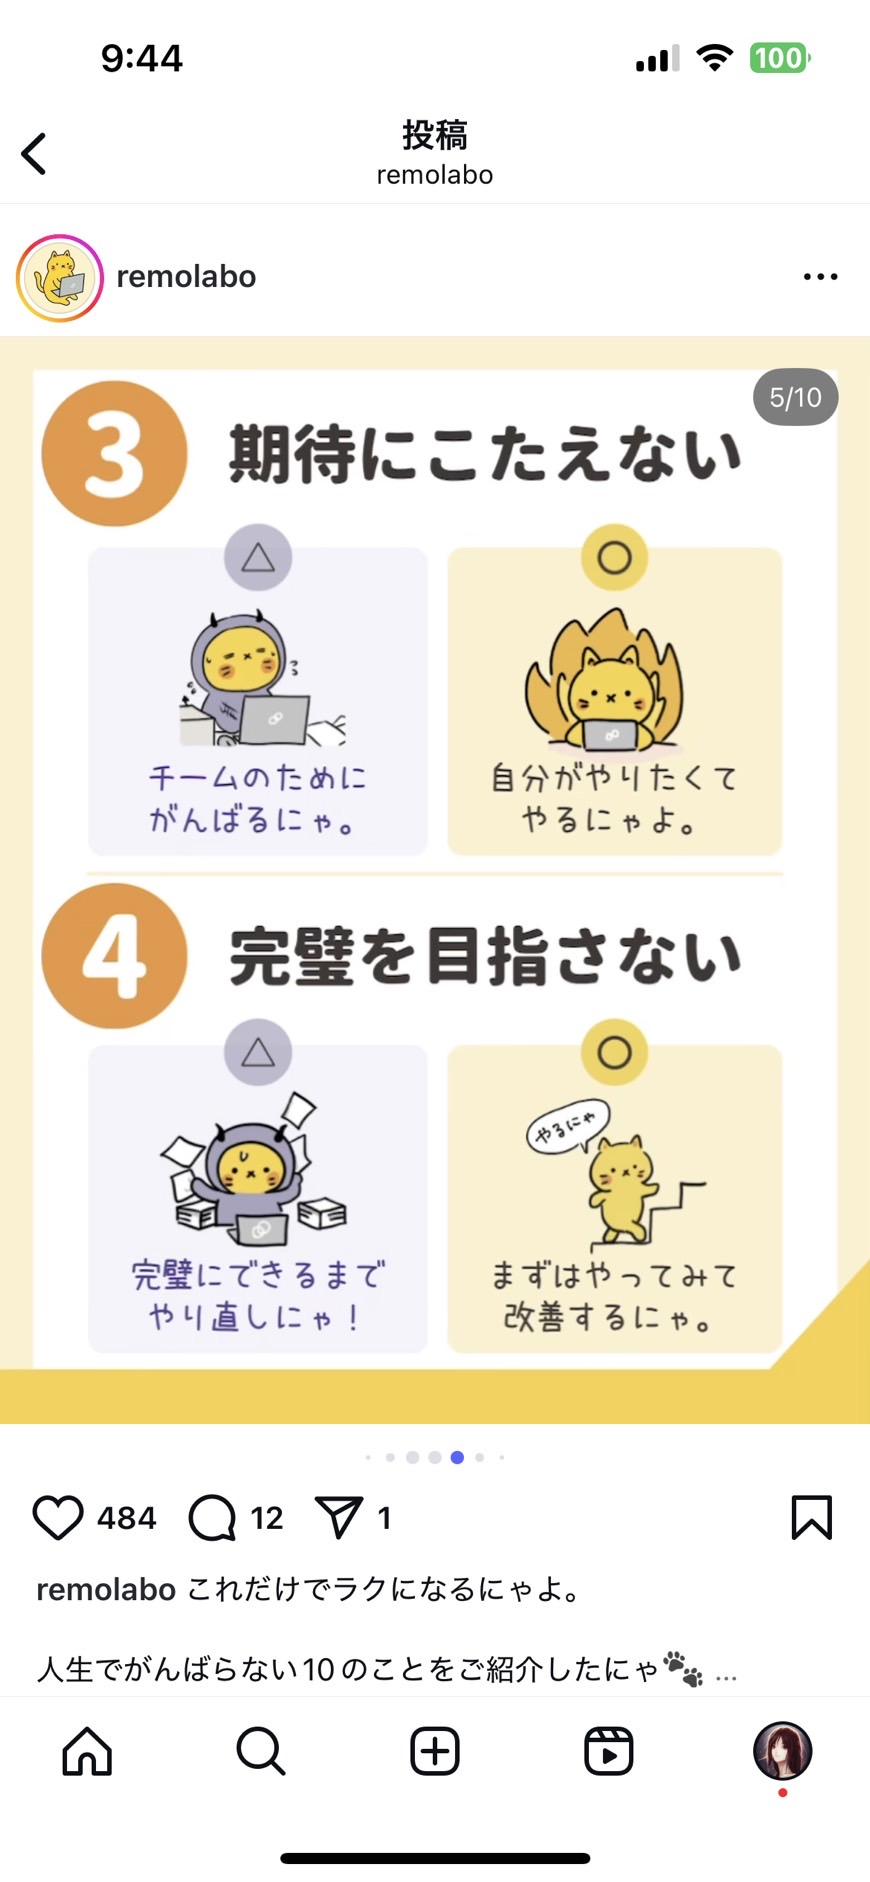 9:44
100
投稿
remolabo
remolabo
5/10
3 期待にこたえない
△
チームのために
がんばるにゃ。
○
自分がやりたくて
やるにゃよ。
4 完璧を目指さない
△
完璧にできるまで
やり直しにゃ！
○
やるにゃ
まずはやってみて
改善するにゃ。
484 12 1
remolabo これだけでラクになるにゃよ。
人生でがんばらない10のことをご紹介したにゃ🐾 ...